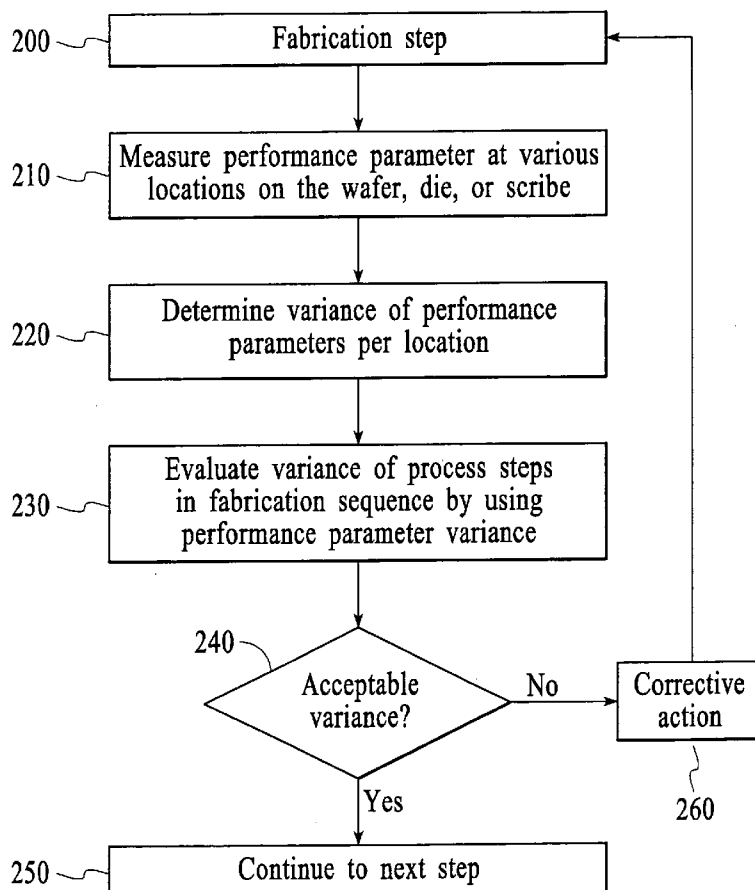 200
Fabrication step
210
Measure performance parameter at various
locations on the wafer, die, or scribe
220
Determine variance of performance
parameters per location
230
Evaluate variance of process steps
in fabrication sequence by using
performance parameter variance
240
Acceptable
variance?
No
Corrective
action
260
Yes
250
Continue to next step